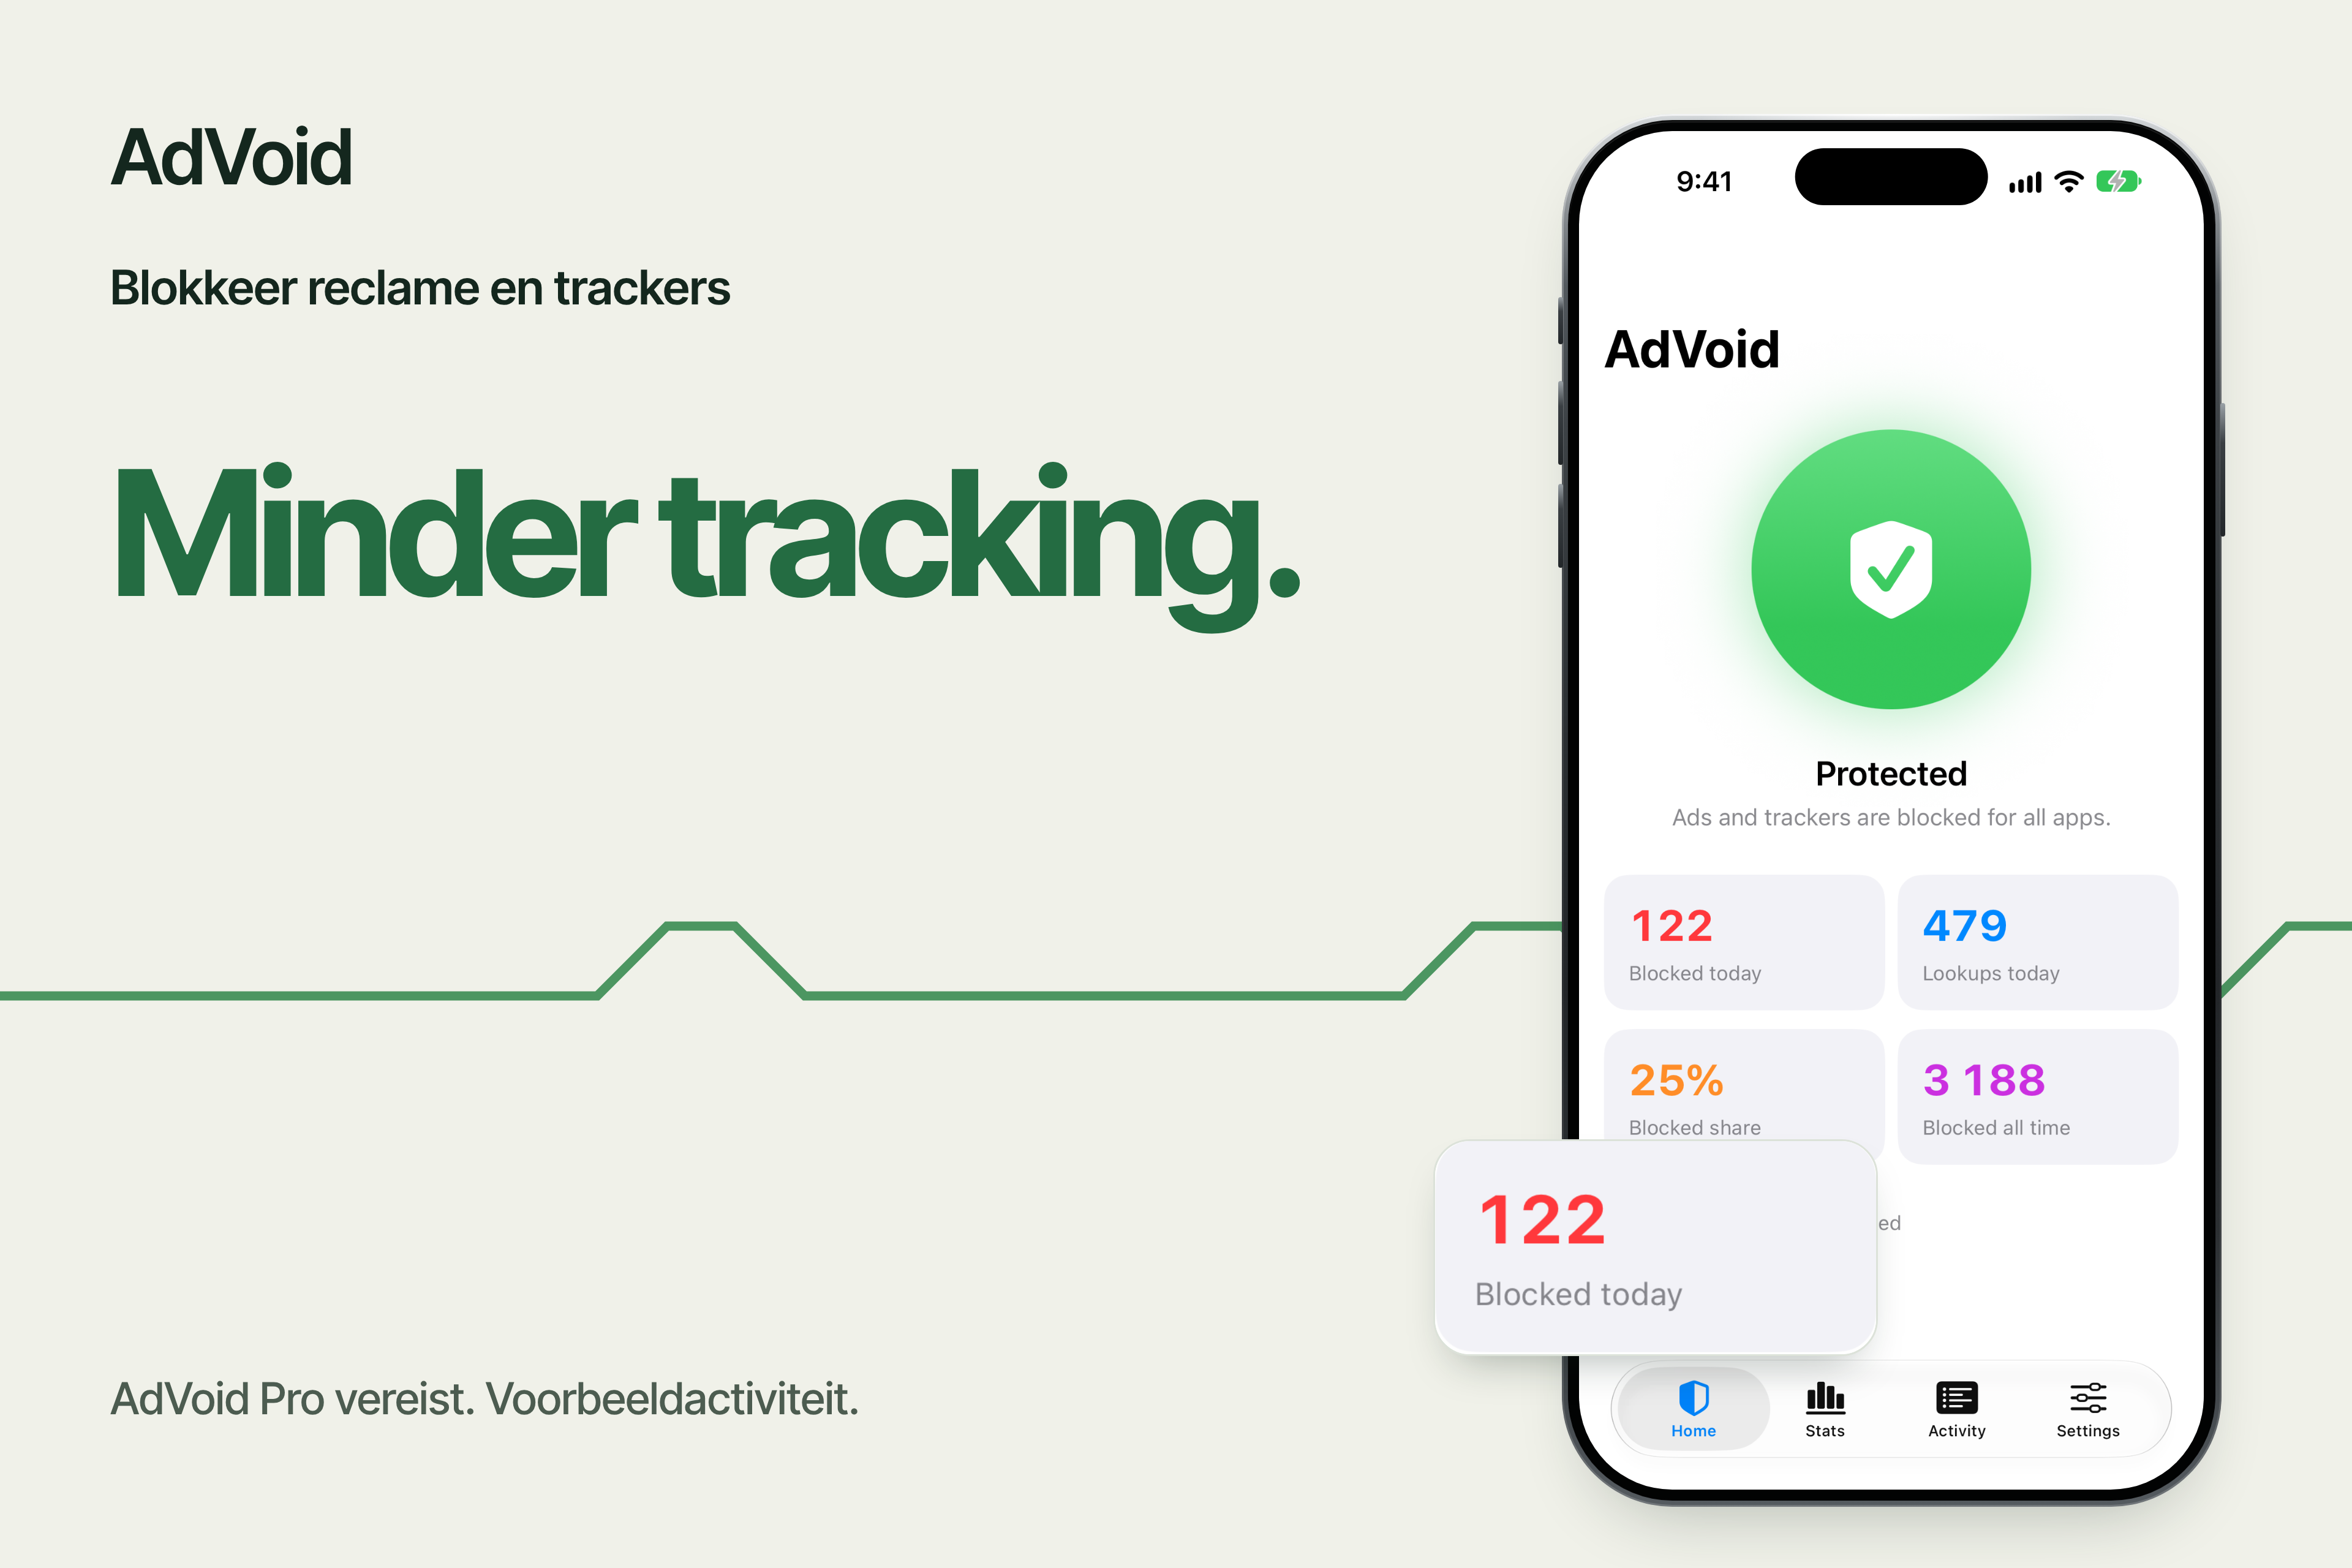 AdVoid
Blokkeer reclame en trackers
Minder tracking.
AdVoid Pro vereist. Voorbeeldactiviteit.
9:41
AdVoid
Protected
Ads and trackers are blocked for all apps.
122
Blocked today
479
Lookups today
25%
Blocked share
3 188
Blocked all time
122
Blocked today
ed
Home
Stats
Activity
Settings